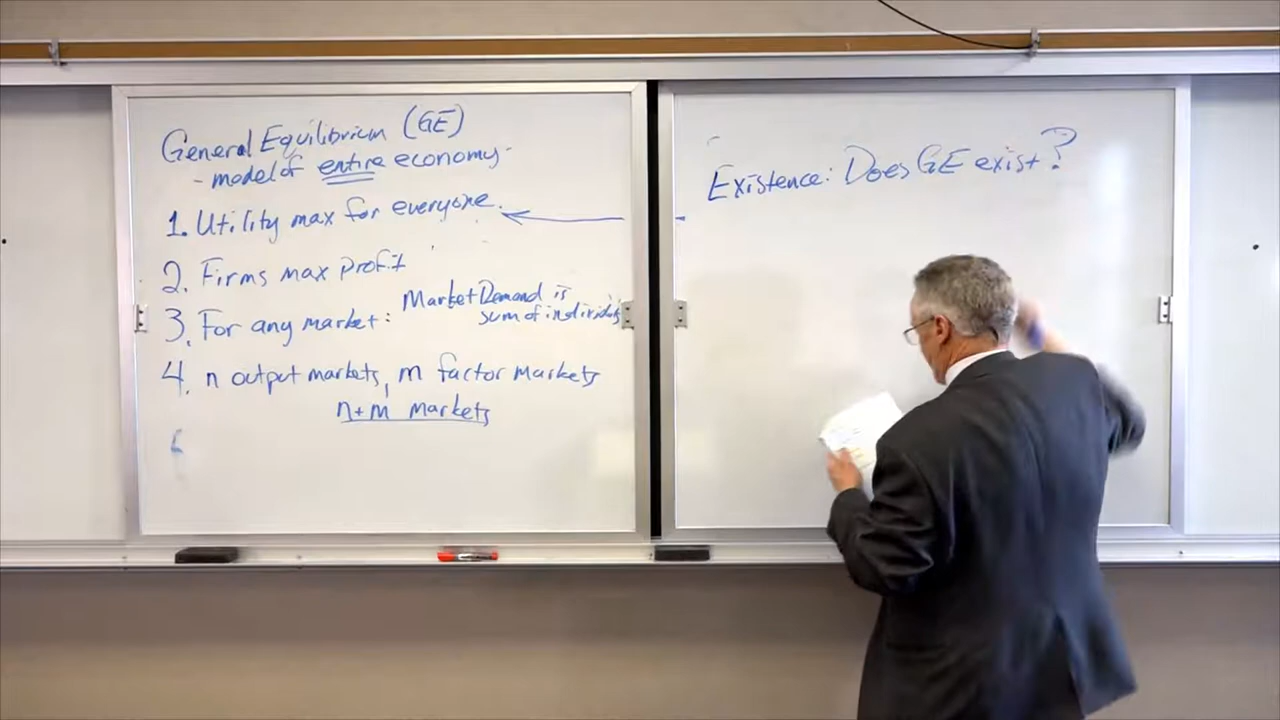 General Equilibrium (GE)
- model of entire economy.
1. Utility max for everyone.
2. Firms max profit
3. For any market: Market Demand is
sum of individuals
4. n output markets, m factor markets
n+m markets
Existence: Does GE exist?